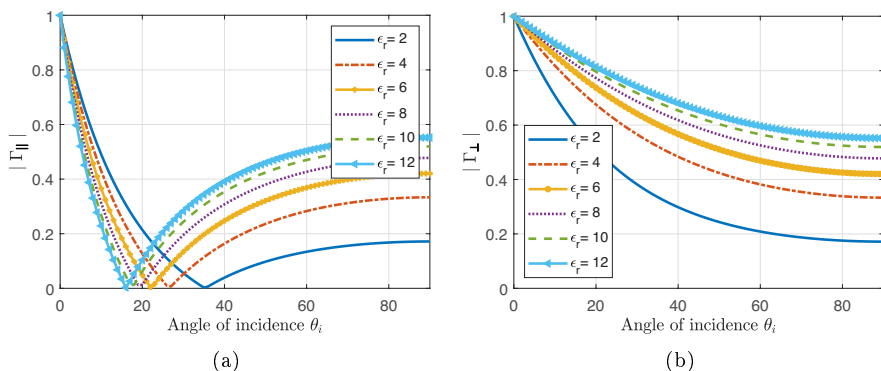 1
0.8
0.6
0.4
0.2
0
0 20 40 60 80
| Γ∥ |
Angle of incidence θi
ϵr= 2
ϵr= 4
ϵr= 6
ϵr= 8
ϵr= 10
ϵr= 12
(a)
1
0.8
0.6
0.4
0.2
0
0 20 40 60 80
| Γ⊥ |
Angle of incidence θi
ϵr= 2
ϵr= 4
ϵr= 6
ϵr= 8
ϵr= 10
ϵr= 12
(b)